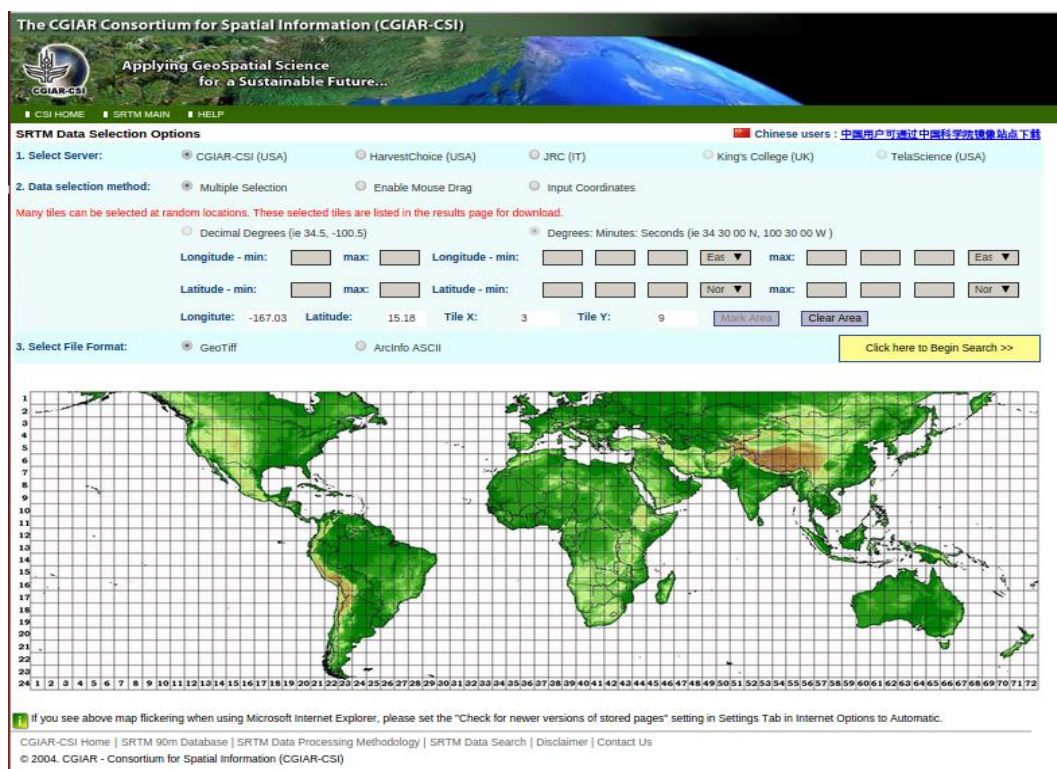 The CGIAR Consortium for Spatial Information (CGIAR-CSI)
Applying GeoSpatial Science
for a Sustainable Future...
CGIAR-CSI
CSI HOME SRTM MAIN HELP
SRTM Data Selection Options Chinese users : 中国用户可通过中国科学院镜像站点下载
1. Select Server: CGIAR-CSI (USA) HarvestChoice (USA) JRC (IT) King's College (UK) TelaScience (USA)
2. Data selection method: Multiple Selection Enable Mouse Drag Input Coordinates
Many tiles can be selected at random locations. These selected tiles are listed in the results page for download.
Decimal Degrees (ie 34.5, -100.5) Degrees: Minutes: Seconds (ie 34 30 00 N, 100 30 00 W )
Longitude - min: max: Longitude - min: Eas max: Eas
Latitude - min: max: Latitude - min: Nor max: Nor
Longitute: -167.03 Latitude: 15.18 Tile X: 3 Tile Y: 9 Mark Area Clear Area
3. Select File Format: GeoTiff ArcInfo ASCII Click here to Begin Search >>
1
2
3
4
5
6
7
8
9
10
11
12
13
14
15
16
17
18
19
20
21
22
23
24 1 2 3 4 5 6 7 8 9 10 11 12 13 14 15 16 17 18 19 20 21 22 23 24 25 26 27 28 29 30 31 32 33 34 35 36 37 38 39 40 41 42 43 44 45 46 47 48 49 50 51 52 53 54 55 56 57 58 59 60 61 62 63 64 65 66 67 68 69 70 71 72
If you see above map flickering when using Microsoft Internet Explorer, please set the "Check for newer versions of stored pages" setting in Settings Tab in Internet Options to Automatic.
CGIAR-CSI Home | SRTM 90m Database | SRTM Data Processing Methodology | SRTM Data Search | Disclaimer | Contact Us
© 2004. CGIAR - Consortium for Spatial Information (CGIAR-CSI)